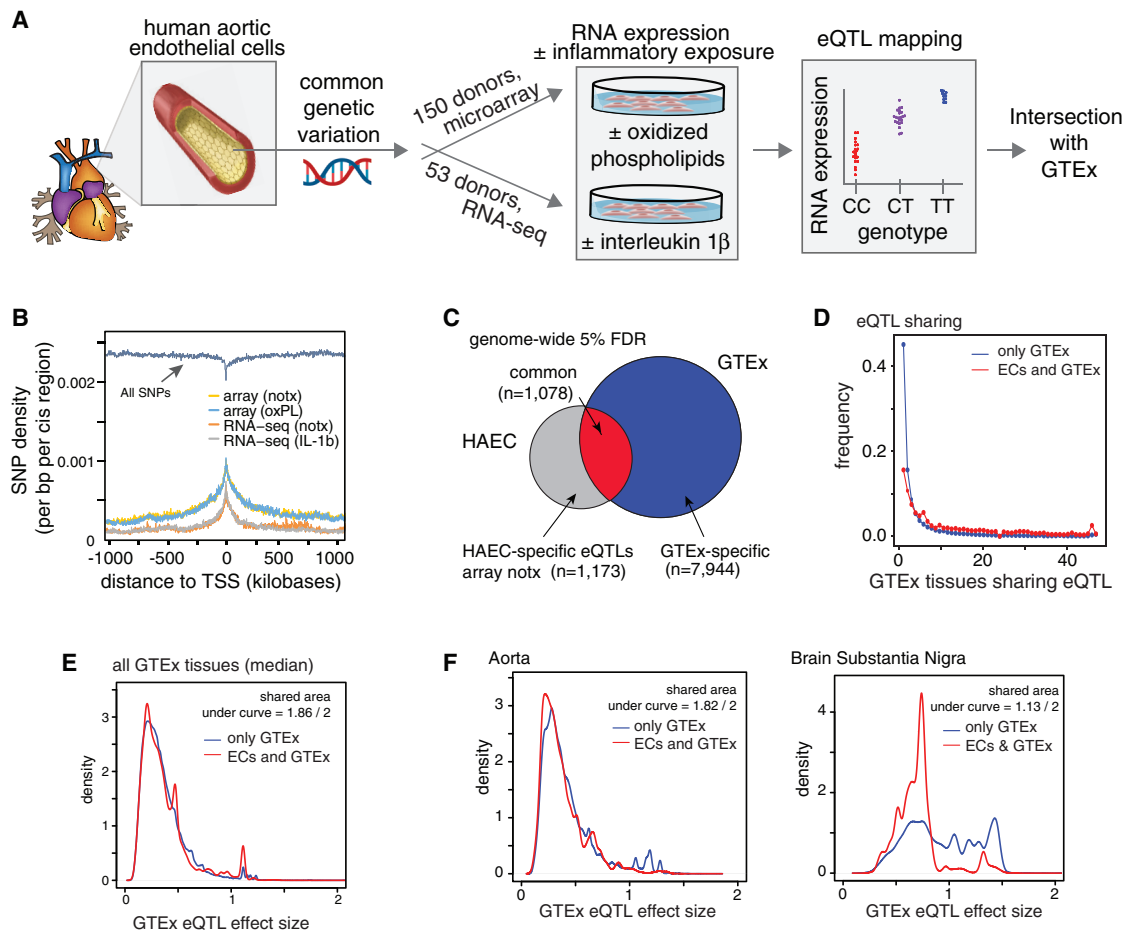 A
human aortic
endothelial cells
common
genetic
variation
150 donors,
microarray
53 donors,
RNA-seq
RNA expression
± inflammatory exposure
± oxidized
phospholipids
± interleukin 1β
eQTL mapping
RNA expression
CC CT TT
genotype
Intersection
with
GTEx
B
SNP density
(per bp per cis region)
0.002
0.001
0
All SNPs
array (notx)
array (oxPL)
RNA−seq (notx)
RNA−seq (IL-1b)
-1000 -500 0 500 1000
distance to TSS (kilobases)
C
genome-wide 5% FDR
GTEx
common
(n=1,078)
HAEC
HAEC-specific eQTLs
array notx (n=1,173)
GTEx-specific
(n=7,944)
D
eQTL sharing
only GTEx
ECs and GTEx
frequency
0.4
0.2
0.0
0 20 40
GTEx tissues sharing eQTL
E
all GTEx tissues (median)
shared area
under curve = 1.86 / 2
only GTEx
ECs and GTEx
density
3
2
1
0
0 1 2
GTEx eQTL effect size
F
Aorta
shared area
under curve = 1.82 / 2
only GTEx
ECs and GTEx
density
3
2
1
0
0 1 2
GTEx eQTL effect size
Brain Substantia Nigra
shared area
under curve = 1.13 / 2
only GTEx
ECs & GTEx
density
4
2
0
0 1 2
GTEx eQTL effect size